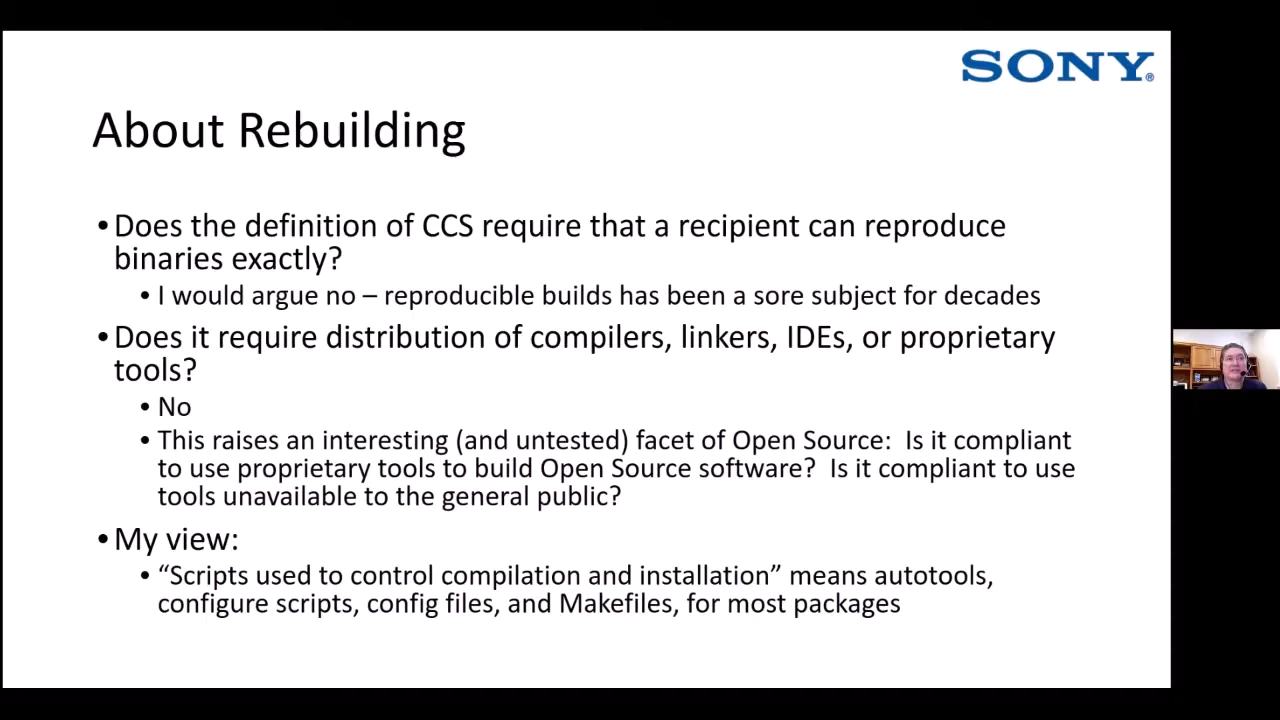 SONY®
About Rebuilding
•Does the definition of CCS require that a recipient can reproduce
binaries exactly?
• I would argue no – reproducible builds has been a sore subject for decades
•Does it require distribution of compilers, linkers, IDEs, or proprietary
tools?
• No
• This raises an interesting (and untested) facet of Open Source:  Is it compliant
to use proprietary tools to build Open Source software?  Is it compliant to use
tools unavailable to the general public?
•My view:
• “Scripts used to control compilation and installation” means autotools,
configure scripts, config files, and Makefiles, for most packages